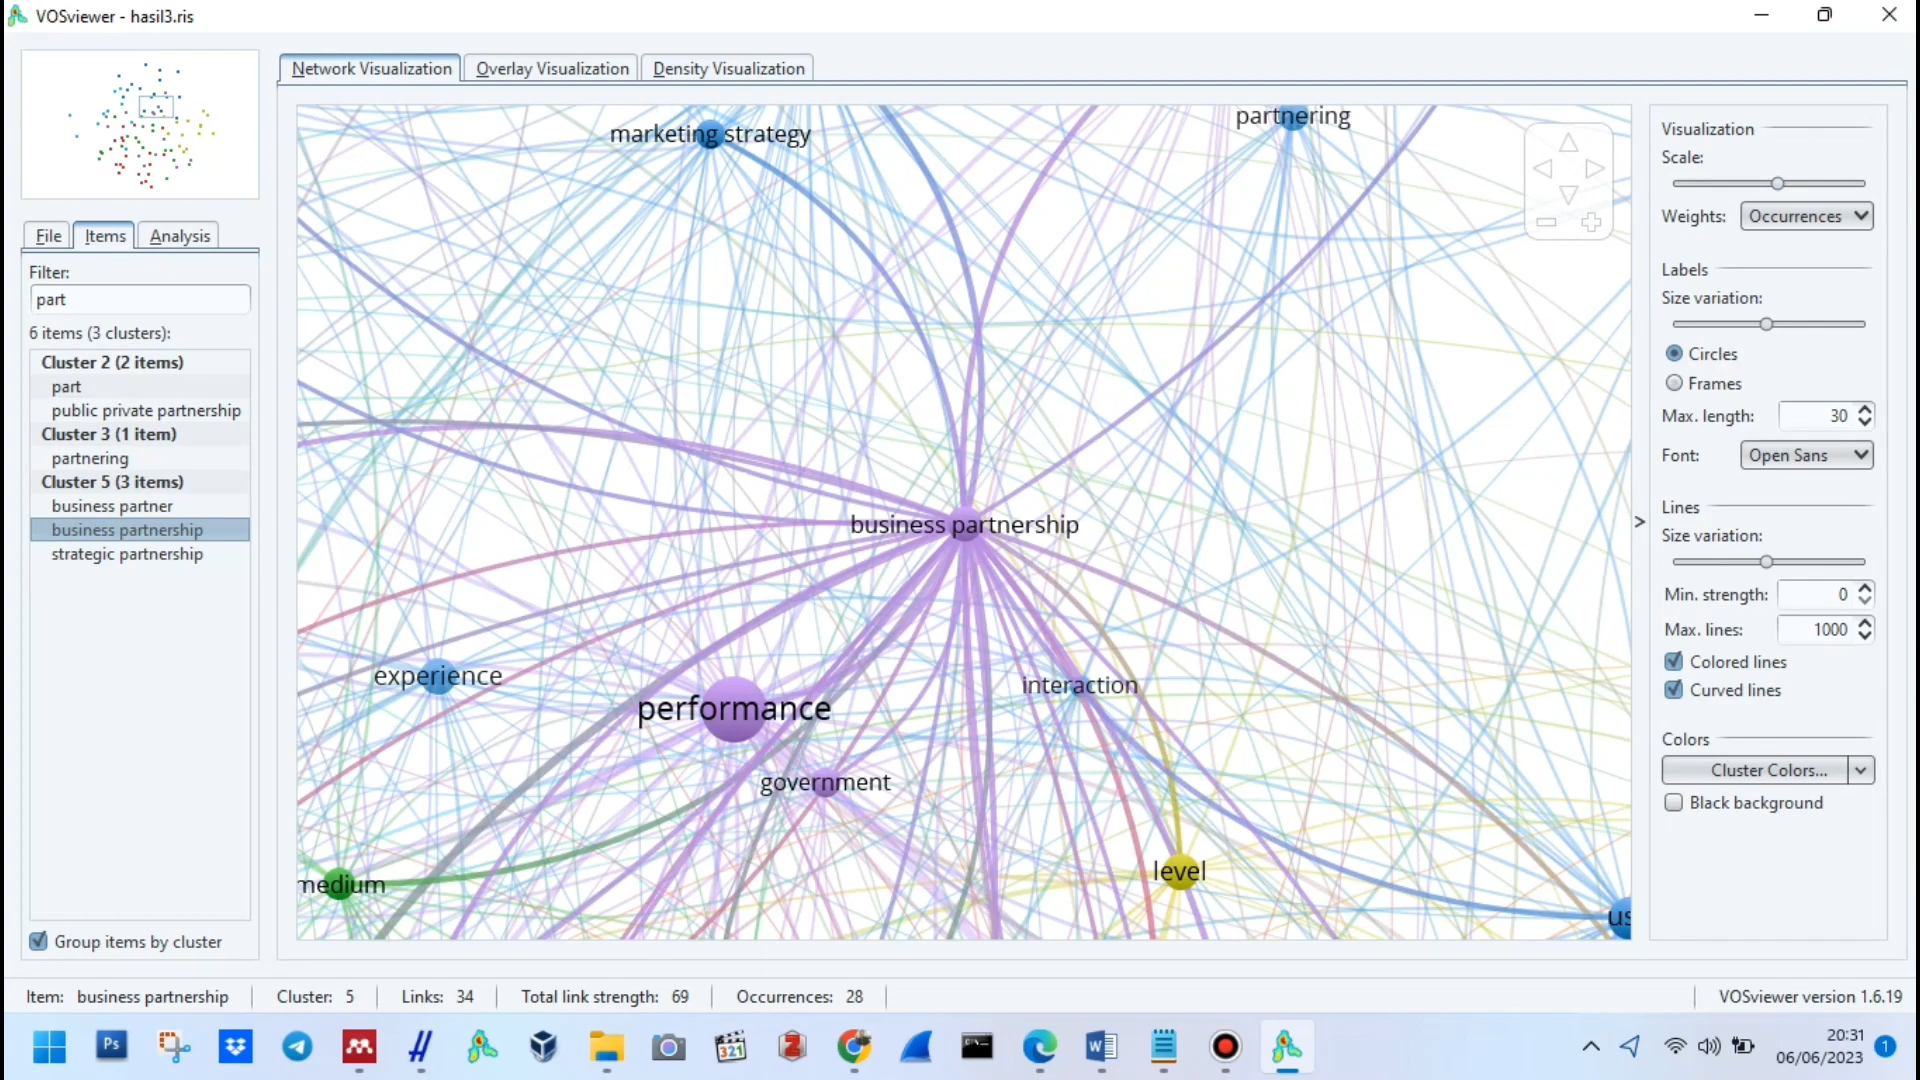 VOSviewer - hasil3.ris
Network Visualization
Overlay Visualization
Density Visualization
File
Items
Analysis
Filter:
part
6 items (3 clusters):
Cluster 2 (2 items)
part
public private partnership
Cluster 3 (1 item)
partnering
Cluster 5 (3 items)
business partner
business partnership
strategic partnership
Group items by cluster
marketing strategy
partnering
business partnership
experience
performance
interaction
government
level
medium
us
Visualization
Scale:
Weights: Occurrences
Labels
Size variation:
Circles
Frames
Max. length: 30
Font: Open Sans
Lines
Size variation:
Min. strength: 0
Max. lines: 1000
Colored lines
Curved lines
Colors
Cluster Colors...
Black background
>
Item: business partnership
Cluster: 5
Links: 34
Total link strength: 69
Occurrences: 28
VOSviewer version 1.6.19
Ps
321
Z
W
20:31
06/06/2023
1